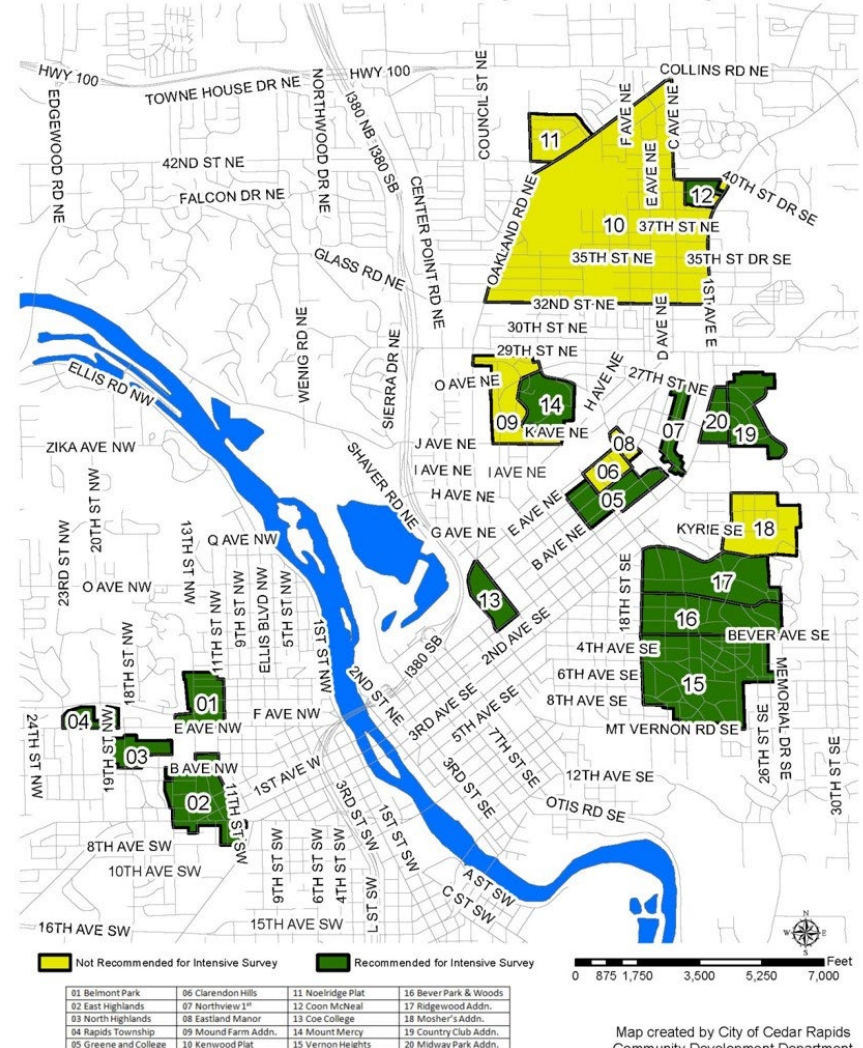 COLLINS RD NE
HWY 100
HWY 100
TOWNE HOUSE DR NE
EDGEWOOD RD NE
NORTHWOOD DR NE
I380 NB
I380 SB
COUNCIL ST NE
F AVE NE
C AVE NE
11
42ND ST NE
E AVE NE
12
40TH ST DR SE
FALCON DR NE
CENTER POINT RD NE
OAKLAND RD NE
10
37TH ST NE
GLASS RD NE
35TH ST NE
35TH ST DR SE
32ND ST NE
1ST AVE E
30TH ST NE
D AVE NE
29TH ST NE
WENIG RD NE
SIERRA DR NE
ELLIS RD NW
O AVE NE
H AVE NE
27TH ST NE
14
09
K AVE NE
07
20
19
08
ZIKA AVE NW
J AVE NE
SHAVER RD NE
I AVE NE
I AVE NE
06
20TH ST NW
H AVE NE
05
E AVE NE
23RD ST NW
13TH ST NW
Q AVE NW
G AVE NE
B AVE NE
KYRIE SE
18
O AVE NW
9TH ST NW
ELLIS BLVD NW
5TH ST NW
18TH ST SE
17
13
11TH ST NW
1ST ST NW
16
I380 SB
2ND AVE SE
BEVER AVE SE
18TH ST NW
4TH AVE SE
2ND ST NE
6TH AVE SE
15
MEMORIAL DR SE
01
3RD AVE SE
8TH AVE SE
04
F AVE NW
5TH AVE SE
E AVE NW
MT VERNON RD SE
24TH ST NW
19TH ST NW
03
7TH ST SE
26TH ST SE
B AVE NW
1ST AVE W
12TH AVE SE
30TH ST SE
02
11TH ST SW
3RD ST SW
3RD ST SE
1ST ST SW
OTIS RD SE
8TH AVE SW
10TH AVE SW
9TH ST SW
6TH ST SW
4TH ST SW
A ST SW
L ST SW
C ST SW
16TH AVE SW
15TH AVE SW
N
W E
S
Not Recommended for Intensive Survey
Recommended for Intensive Survey
Feet
0 875 1,750 3,500 5,250 7,000
01 Belmont Park 06 Clarendon Hills 11 Noelridge Plat 16 Bever Park & Woods
02 East Highlands 07 Northview 1st 12 Coon McNeal 17 Ridgewood Addn.
03 North Highlands 08 Eastland Manor 13 Coe College 18 Mosher's Addn.
04 Rapids Township 09 Mound Farm Addn. 14 Mount Mercy 19 Country Club Addn.
05 Greene and College 10 Kenwood Plat 15 Vernon Heights 20 Midway Park Addn.
Map created by City of Cedar Rapids
Community Development Department